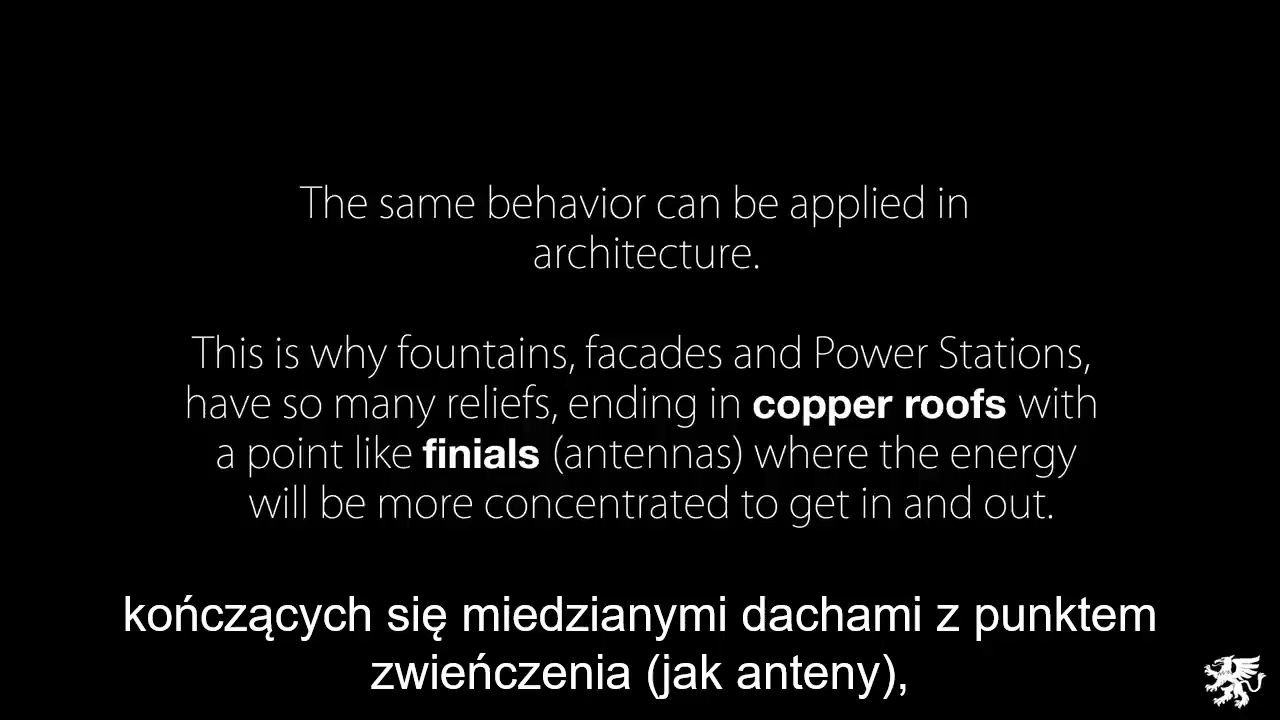 The same behavior can be applied in
architecture.
This is why fountains, facades and Power Stations,
have so many reliefs, ending in copper roofs with
a point like finials (antennas) where the energy
will be more concentrated to get in and out.
kończących się miedzianymi dachami z punktem
zwieńczenia (jak anteny),